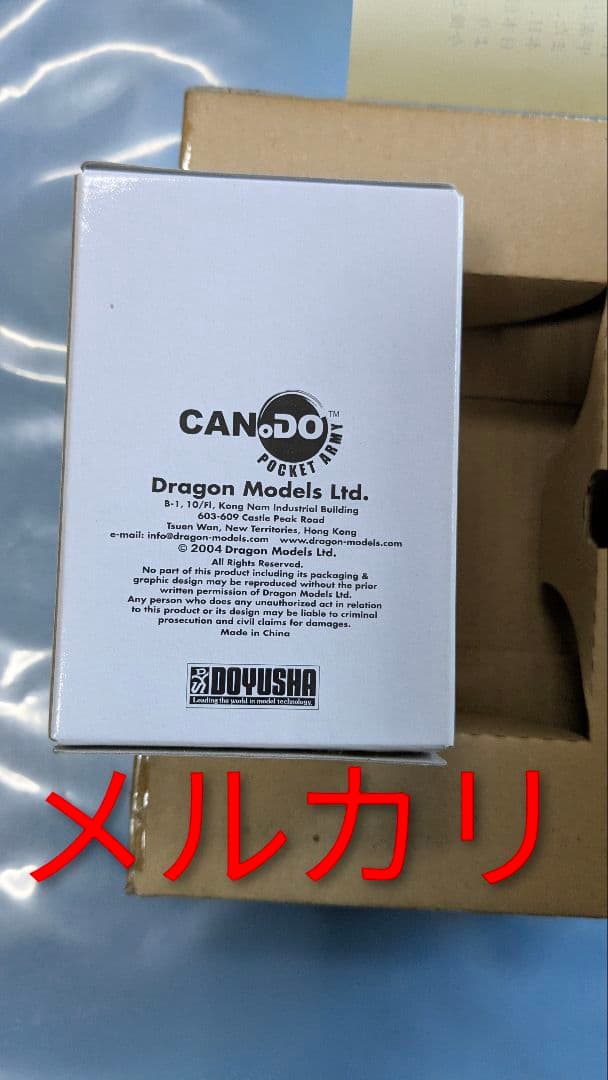 CAN.DO™
POCKET ARMY
Dragon Models Ltd.
B-1, 10/Fl, Kong Nam Industrial Building
603-609 Castle Peak Road
Tsuen Wan, New Territories, Hong Kong
e-mail: info@dragon-models.com www.dragon-models.com
© 2004 Dragon Models Ltd.
All Rights Reserved.
No part of this product including its packaging &
graphic design may be reproduced without the prior
written permission of Dragon Models Ltd.
Any person who does any unauthorized act in relation
to this product or its design may be liable to criminal
prosecution and civil claims for damages.
Made in China
DOYUSHA
Leading the world in model technology.
メルカリ